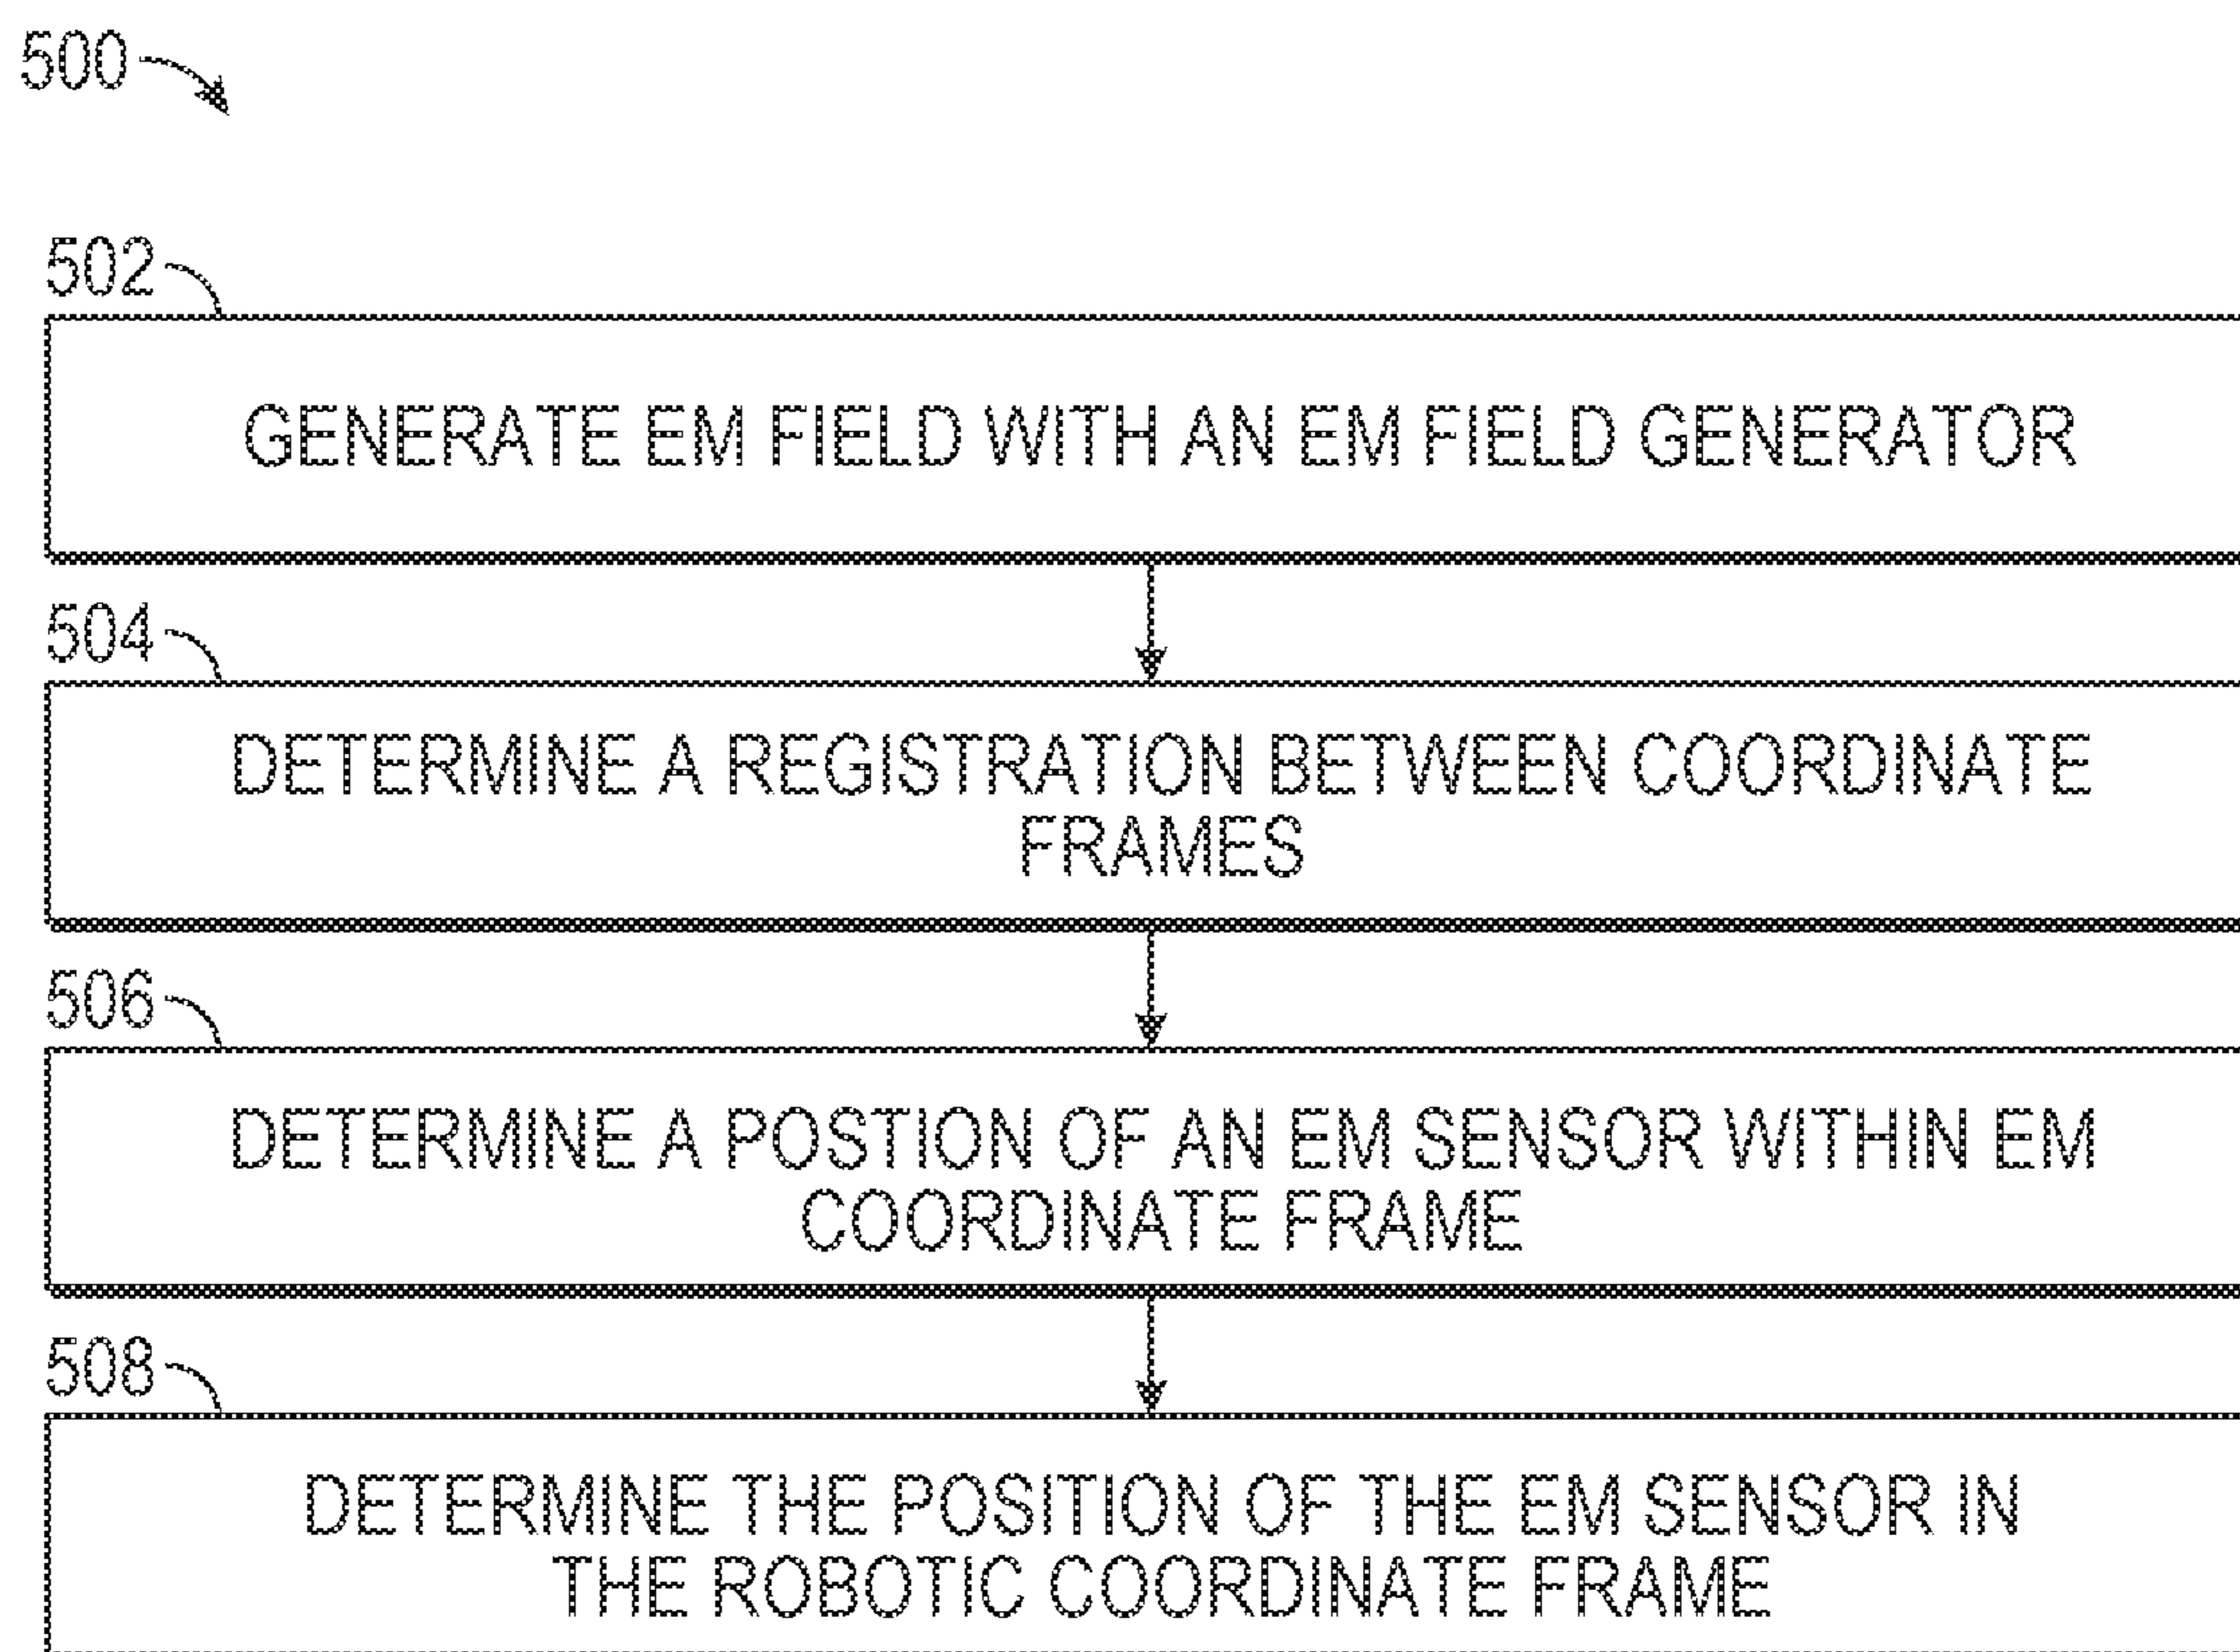 500
502
GENERATE EM FIELD WITH AN EM FIELD GENERATOR
504
DETERMINE A REGISTRATION BETWEEN COORDINATE
FRAMES
506
DETERMINE A POSTION OF AN EM SENSOR WITHIN EM
COORDINATE FRAME
508
DETERMINE THE POSITION OF THE EM SENSOR IN
THE ROBOTIC COORDINATE FRAME